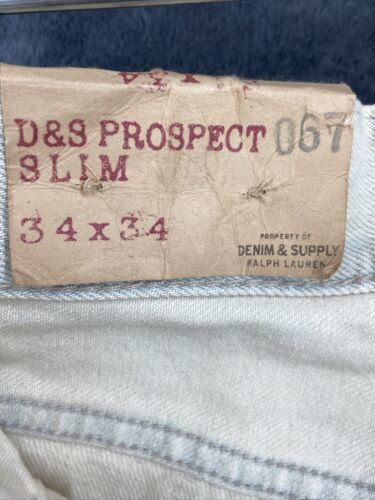 D&S PROSPECT 067
SLIM
34x34
PROPERTY OF
DENIM & SUPPLY
RALPH LAUREN